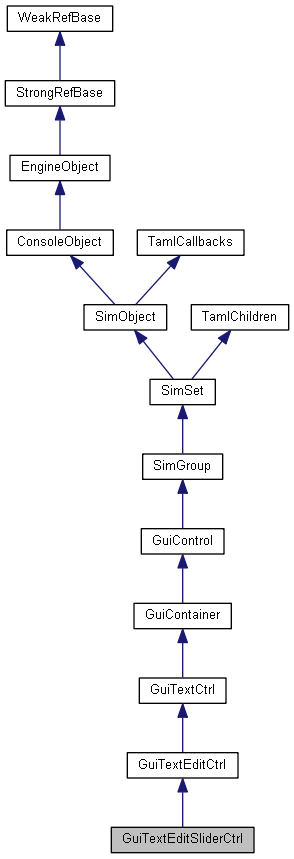 WeakRefBase
StrongRefBase
EngineObject
ConsoleObject
TamlCallbacks
SimObject
TamlChildren
SimSet
SimGroup
GuiControl
GuiContainer
GuiTextCtrl
GuiTextEditCtrl
GuiTextEditSliderCtrl